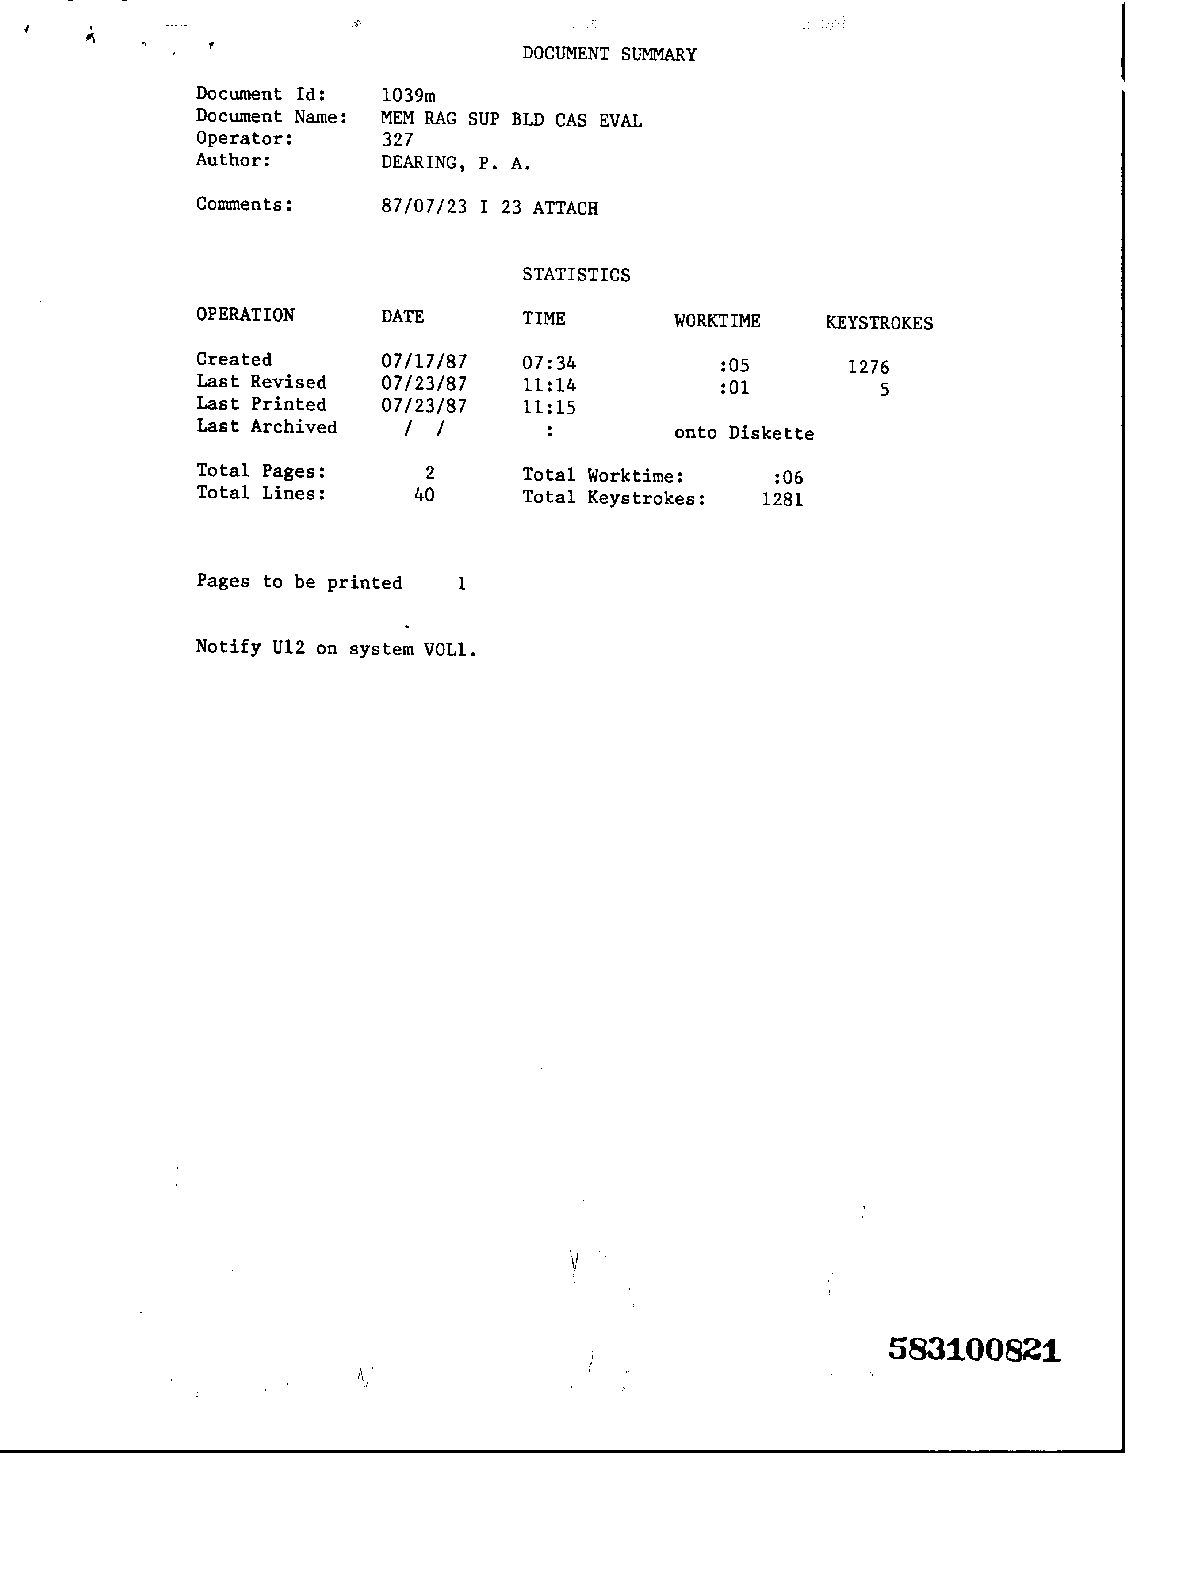 DOCUMENT SUMMARY
Document Id: 1039m
Document Name: MEM RAG SUP BLD CAS EVAL
Operator: 327
Author: DEARING, P. A.
Comments: 87/07/23 I 23 ATTACH
STATISTICS
OPERATION DATE TIME WORKTIME KEYSTROKES
Created 07/17/87 07:34 :05 1276
Last Revised 07/23/87 11:14 :01 5
Last Printed 07/23/87 11:15
Last Archived / / : onto Diskette
Total Pages: 2 Total Worktime: :06
Total Lines: 40 Total Keystrokes: 1281
Pages to be printed 1
Notify U12 on system VOL1.
583100821